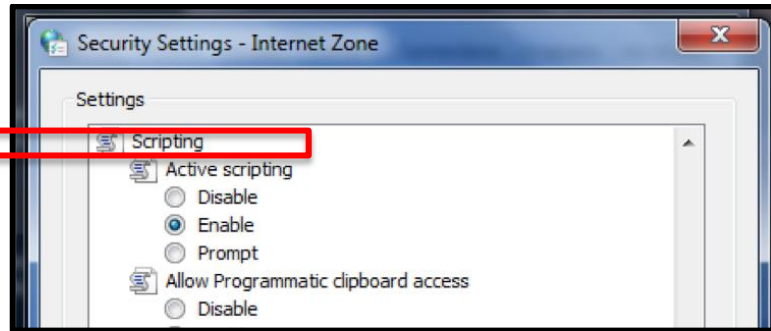 Security Settings - Internet Zone
Settings
Scripting
Active scripting
Disable
Enable
Prompt
Allow Programmatic clipboard access
Disable